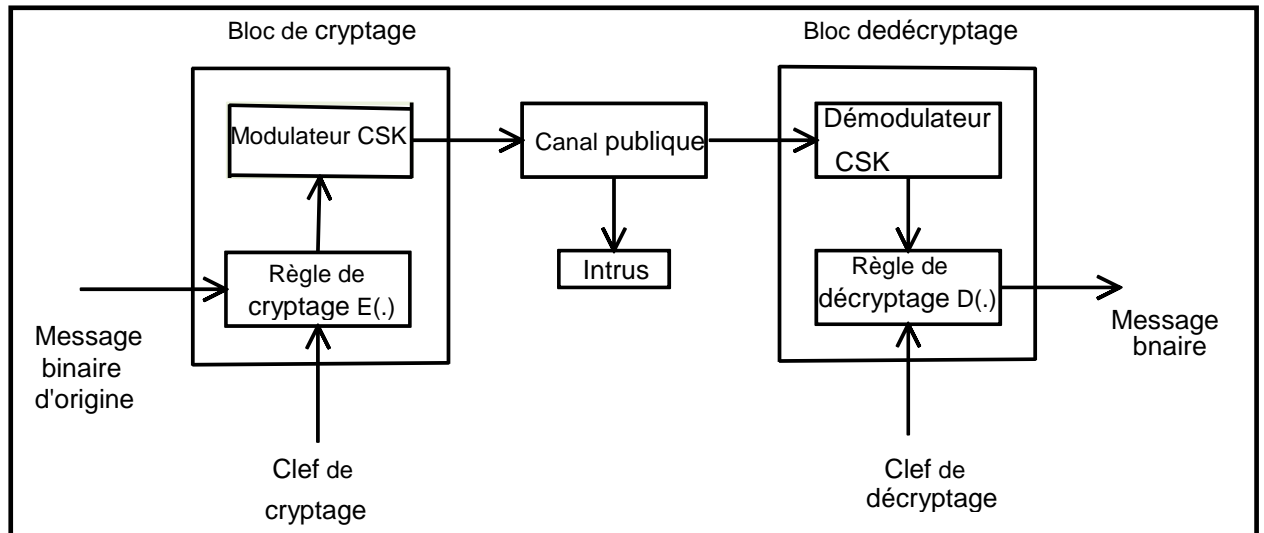 Bloc de cryptage
Bloc dedécryptage
Modulateur CSK
Canal publique
Démodulateur
CSK
Intrus
Règle de
cryptage E(.)
Règle de
décryptage D(.)
Message
binaire
d'origine
Message
bnaire
Clef de
cryptage
Clef de
décryptage